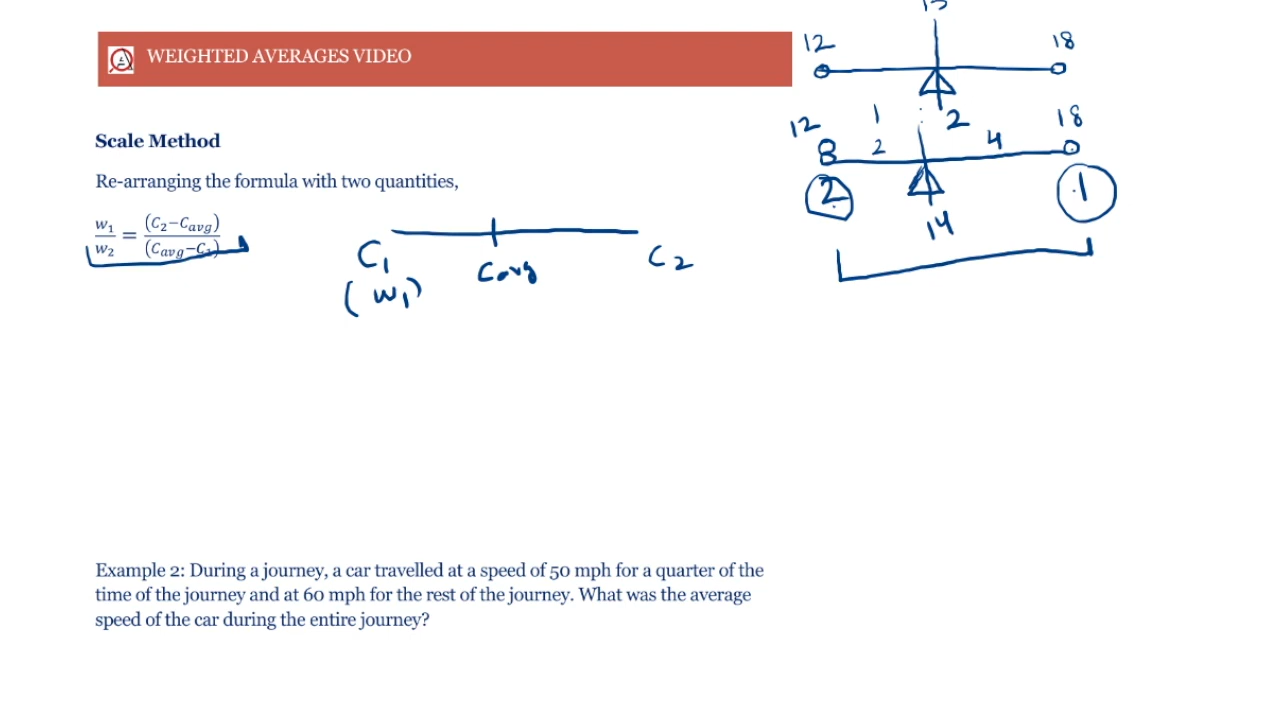 WEIGHTED AVERAGES VIDEO
Scale Method
Re-arranging the formula with two quantities,
w₁/w₂ = (C₂−Cavg)/(Cavg−C₁)
C₁ Cavg C₂
(w₁)
15
12 18
1 2
12 2 4 18
2 1
14
Example 2: During a journey, a car travelled at a speed of 50 mph for a quarter of the
time of the journey and at 60 mph for the rest of the journey. What was the average
speed of the car during the entire journey?